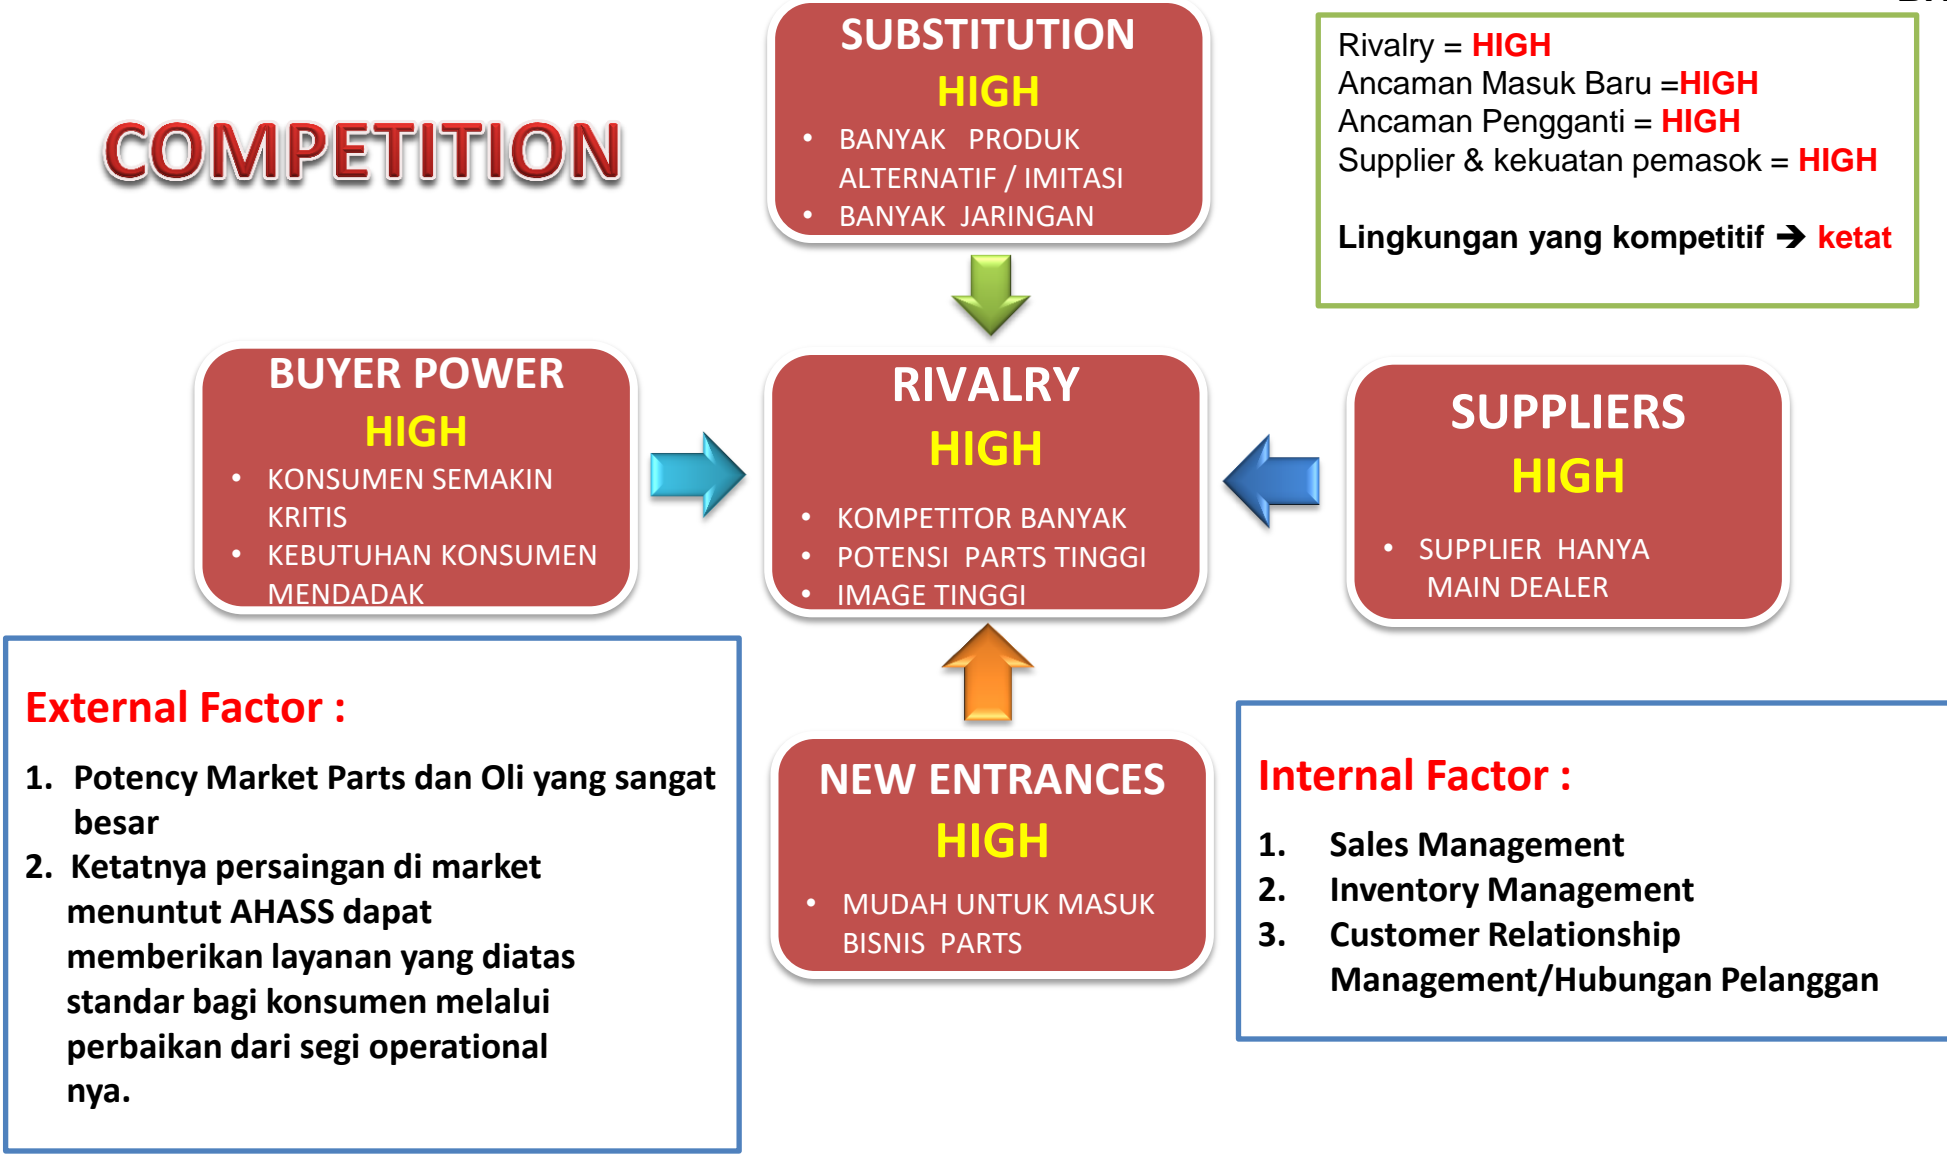 COMPETITION
SUBSTITUTION
HIGH
• BANYAK PRODUK
ALTERNATIF / IMITASI
• BANYAK JARINGAN
Rivalry = HIGH
Ancaman Masuk Baru =HIGH
Ancaman Pengganti = HIGH
Supplier & kekuatan pemasok = HIGH
Lingkungan yang kompetitif → ketat
BUYER POWER
HIGH
• KONSUMEN SEMAKIN
KRITIS
• KEBUTUHAN KONSUMEN
MENDADAK
RIVALRY
HIGH
• KOMPETITOR BANYAK
• POTENSI PARTS TINGGI
• IMAGE TINGGI
SUPPLIERS
HIGH
• SUPPLIER HANYA
MAIN DEALER
External Factor :
1. Potency Market Parts dan Oli yang sangat
besar
2. Ketatnya persaingan di market
menuntut AHASS dapat
memberikan layanan yang diatas
standar bagi konsumen melalui
perbaikan dari segi operational
nya.
NEW ENTRANCES
HIGH
• MUDAH UNTUK MASUK
BISNIS PARTS
Internal Factor :
1. Sales Management
2. Inventory Management
3. Customer Relationship
Management/Hubungan Pelanggan